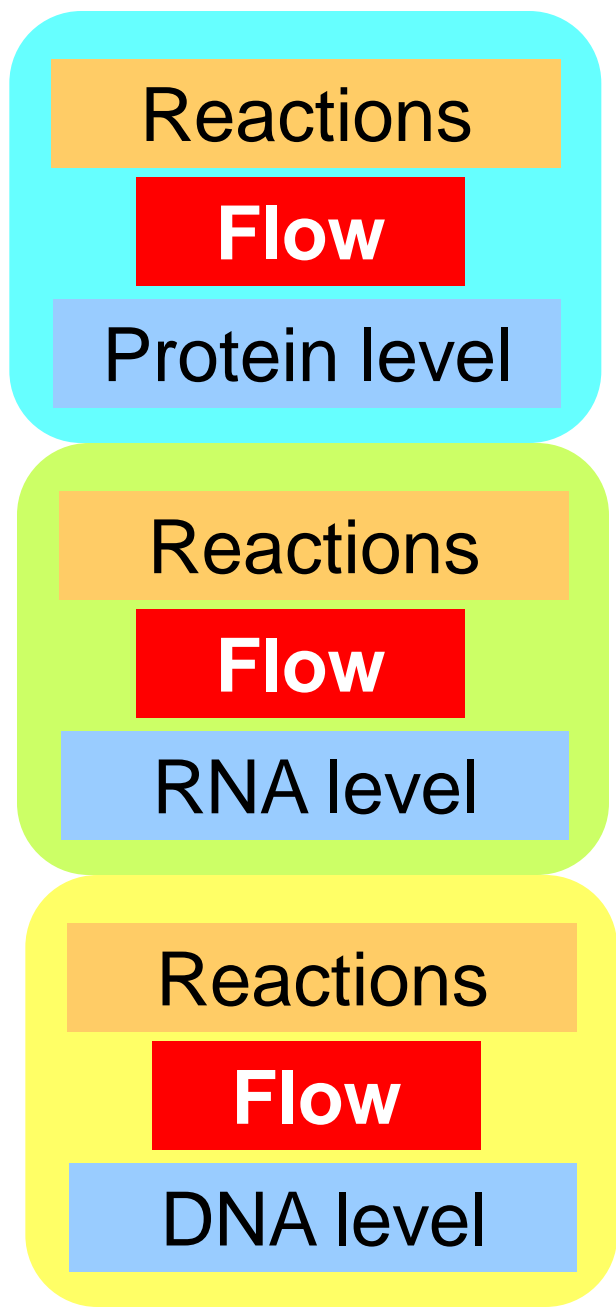 Reactions
Flow
Protein level
Reactions
Flow
RNA level
Reactions
Flow
DNA level